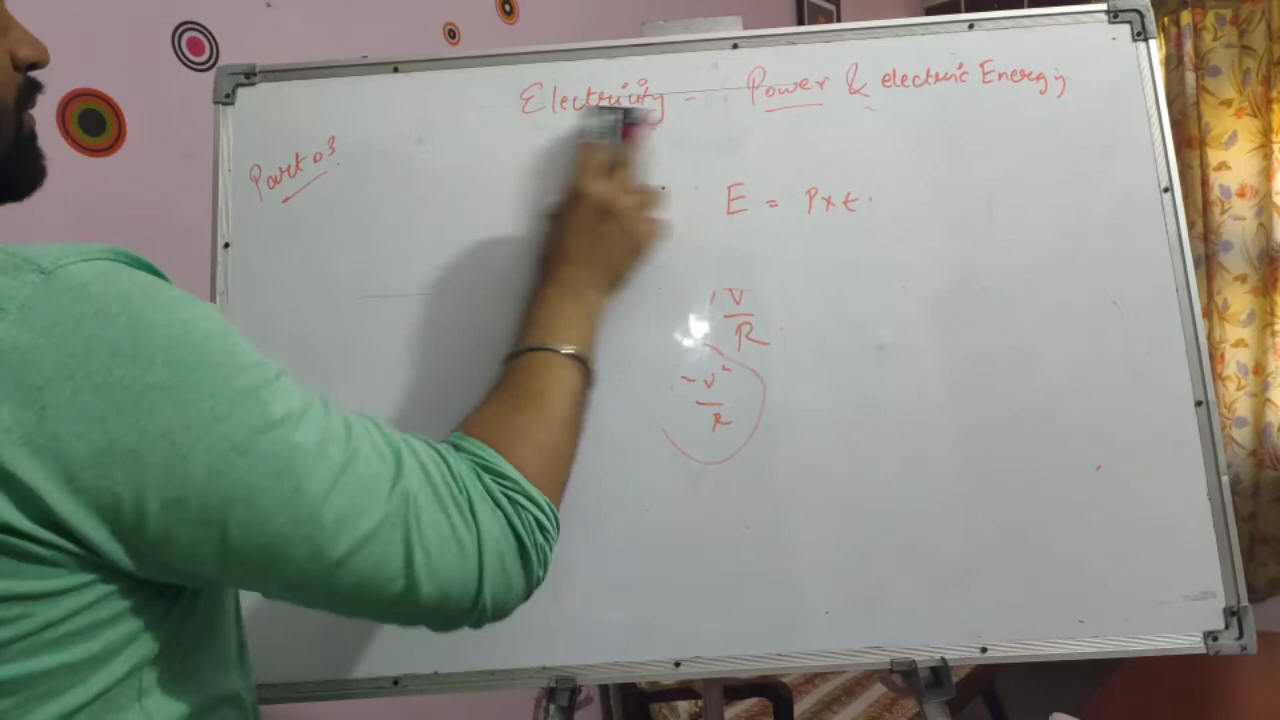 Electricity - Power & electric Energy
Part 03
E = P x t.
V
R
- V²
R